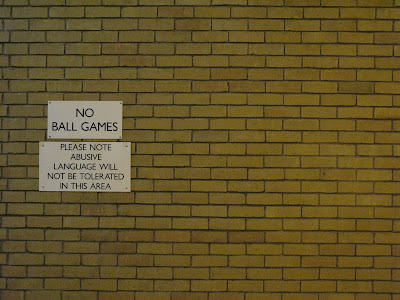 NO
BALL GAMES
PLEASE NOTE
ABUSIVE
LANGUAGE WILL
NOT BE TOLERATED
IN THIS AREA